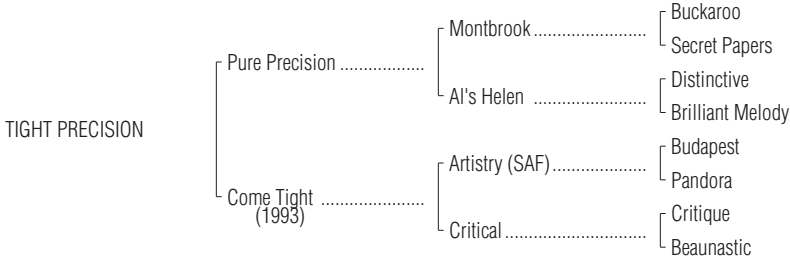 Buckaroo
Montbrook ........................
Secret Papers
Pure Precision ..................
Distinctive
Al's Helen ........................
Brilliant Melody
TIGHT PRECISION
Budapest
Artistry (SAF)....................
Pandora
Come Tight ......................
(1993)
Critique
Critical..............................
Beaunastic